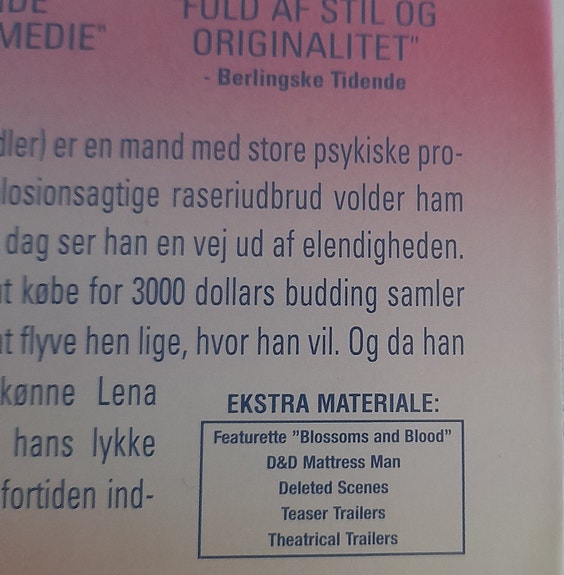 MEDIE"
FULD AF STIL OG
ORIGINALITET"
- Berlingske Tidende
dler) er en mand med store psykiske pro-
losionsagtige raseriudbrud volder ham
dag ser han en vej ud af elendigheden.
at købe for 3000 dollars budding samler
at flyve hen lige, hvor han vil. Og da han
kønne Lena
hans lykke
fortiden ind-
EKSTRA MATERIALE:
Featurette "Blossoms and Blood"
D&D Mattress Man
Deleted Scenes
Teaser Trailers
Theatrical Trailers